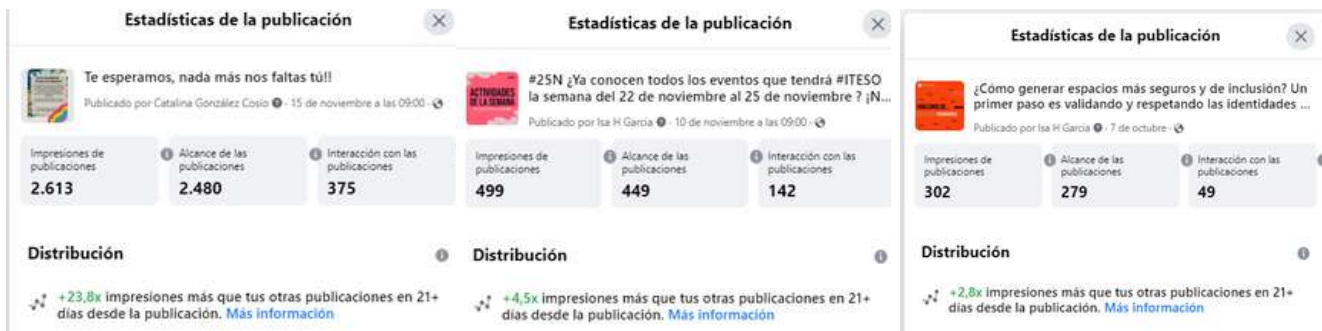 Estadísticas de la publicación
Te esperamos, nada más nos faltas tú!!
Publicado por Catalina González Cosío · 15 de noviembre a las 09:00 ·
Impresiones de publicaciones
2.613
Alcance de las publicaciones
2.480
Interacción con las publicaciones
375
Distribución
+23,8x impresiones más que tus otras publicaciones en 21+
días desde la publicación. Más información
Estadísticas de la publicación
ACTIVIDADES
DE LA SEMANA
#25N ¿Ya conocen todos los eventos que tendrá #ITESO
la semana del 22 de noviembre al 25 de noviembre ? ¡N...
Publicado por Isa H Garcia · 10 de noviembre a las 09:00 ·
Impresiones de publicaciones
499
Alcance de las publicaciones
449
Interacción con las publicaciones
142
Distribución
+4,5x impresiones más que tus otras publicaciones en 21+
días desde la publicación. Más información
Estadísticas de la publicación
¿Cómo generar espacios más seguros y de inclusión? Un
primer paso es validando y respetando las identidades ...
Publicado por Isa H Garcia · 7 de octubre ·
Impresiones de publicaciones
302
Alcance de las publicaciones
279
Interacción con las publicaciones
49
Distribución
+2,8x impresiones más que tus otras publicaciones en 21+
días desde la publicación. Más información